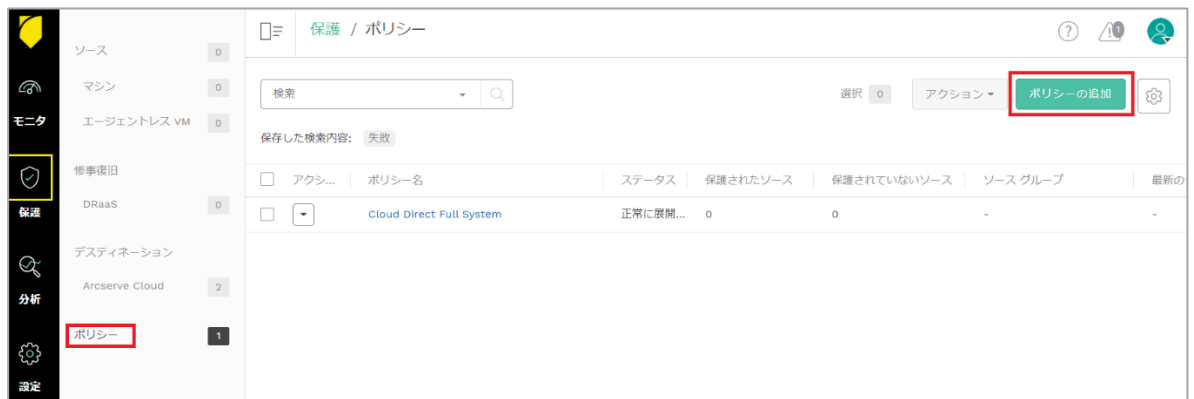 保護 / ポリシー
?
1
モニタ
保護
分析
設定
ソース 0
マシン 0
エージェントレス VM 0
修事復旧
DRaaS 0
デスティネーション
Arcserve Cloud 2
ポリシー 1
検索
選択 0
アクション
ポリシーの追加
保存した検索内容: 失敗
アクシ... ポリシー名 ステータス 保護されたソース 保護されていないソース ソース グループ 最新の
Cloud Direct Full System 正常に展開... 0 0 - -